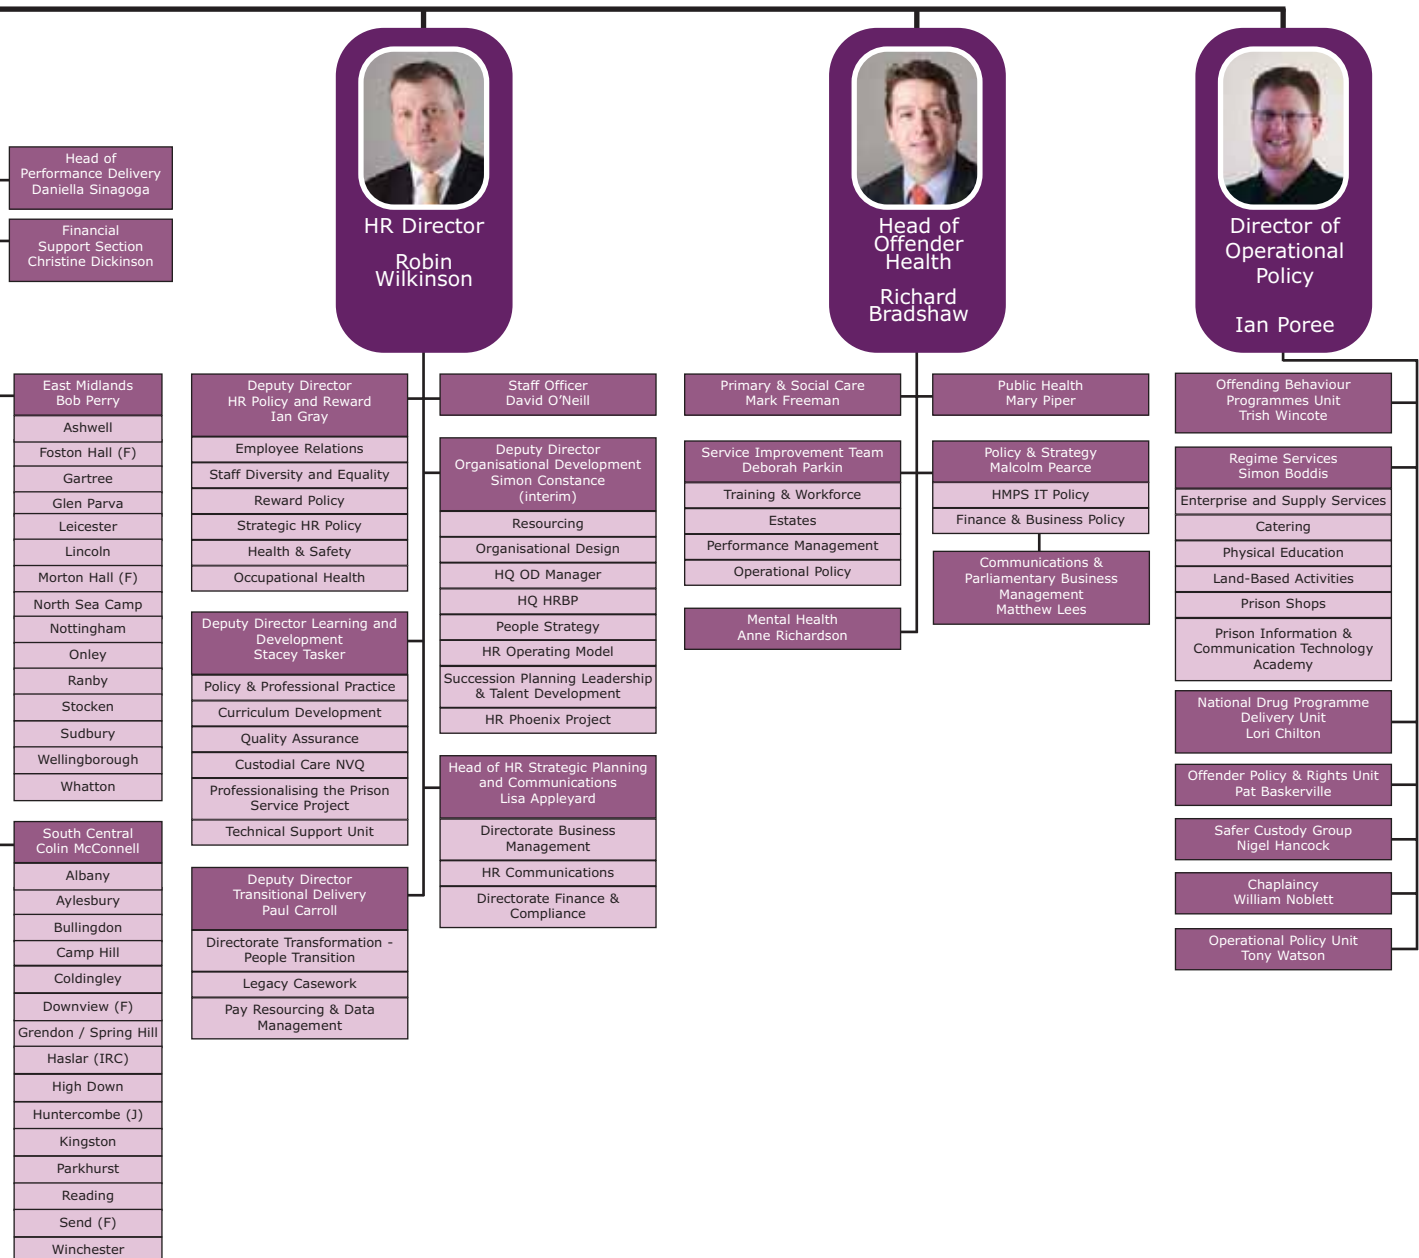 Head of
Performance Delivery
Daniella Sinagoga
Financial
Support Section
Christine Dickinson
HR Director
Robin
Wilkinson
Head of
Offender
Health
Richard
Bradshaw
Director of
Operational
Policy
Ian Poree
East Midlands
Bob Perry
Ashwell
Foston Hall (F)
Gartree
Glen Parva
Leicester
Lincoln
Morton Hall (F)
North Sea Camp
Nottingham
Onley
Ranby
Stocken
Sudbury
Wellingborough
Whatton
South Central
Colin McConnell
Albany
Aylesbury
Bullingdon
Camp Hill
Coldingley
Downview (F)
Grendon / Spring Hill
Haslar (IRC)
High Down
Huntercombe (J)
Kingston
Parkhurst
Reading
Send (F)
Winchester
Deputy Director
HR Policy and Reward
Ian Gray
Employee Relations
Staff Diversity and Equality
Reward Policy
Strategic HR Policy
Health & Safety
Occupational Health
Deputy Director Learning and
Development
Stacey Tasker
Policy & Professional Practice
Curriculum Development
Quality Assurance
Custodial Care NVQ
Professionalising the Prison
Service Project
Technical Support Unit
Deputy Director
Transitional Delivery
Paul Carroll
Directorate Transformation -
People Transition
Legacy Casework
Pay Resourcing & Data
Management
Staff Officer
David O'Neill
Deputy Director
Organisational Development
Simon Constance
(interim)
Resourcing
Organisational Design
HQ OD Manager
HQ HRBP
People Strategy
HR Operating Model
Succession Planning Leadership
& Talent Development
HR Phoenix Project
Head of HR Strategic Planning
and Communications
Lisa Appleyard
Directorate Business
Management
HR Communications
Directorate Finance &
Compliance
Primary & Social Care
Mark Freeman
Service Improvement Team
Deborah Parkin
Training & Workforce
Estates
Performance Management
Operational Policy
Mental Health
Anne Richardson
Public Health
Mary Piper
Policy & Strategy
Malcolm Pearce
HMPS IT Policy
Finance & Business Policy
Communications &
Parliamentary Business
Management
Matthew Lees
Offending Behaviour
Programmes Unit
Trish Wincote
Regime Services
Simon Boddis
Enterprise and Supply Services
Catering
Physical Education
Land-Based Activities
Prison Shops
Prison Information &
Communication Technology
Academy
National Drug Programme
Delivery Unit
Lori Chilton
Offender Policy & Rights Unit
Pat Baskerville
Safer Custody Group
Nigel Hancock
Chaplaincy
William Noblett
Operational Policy Unit
Tony Watson